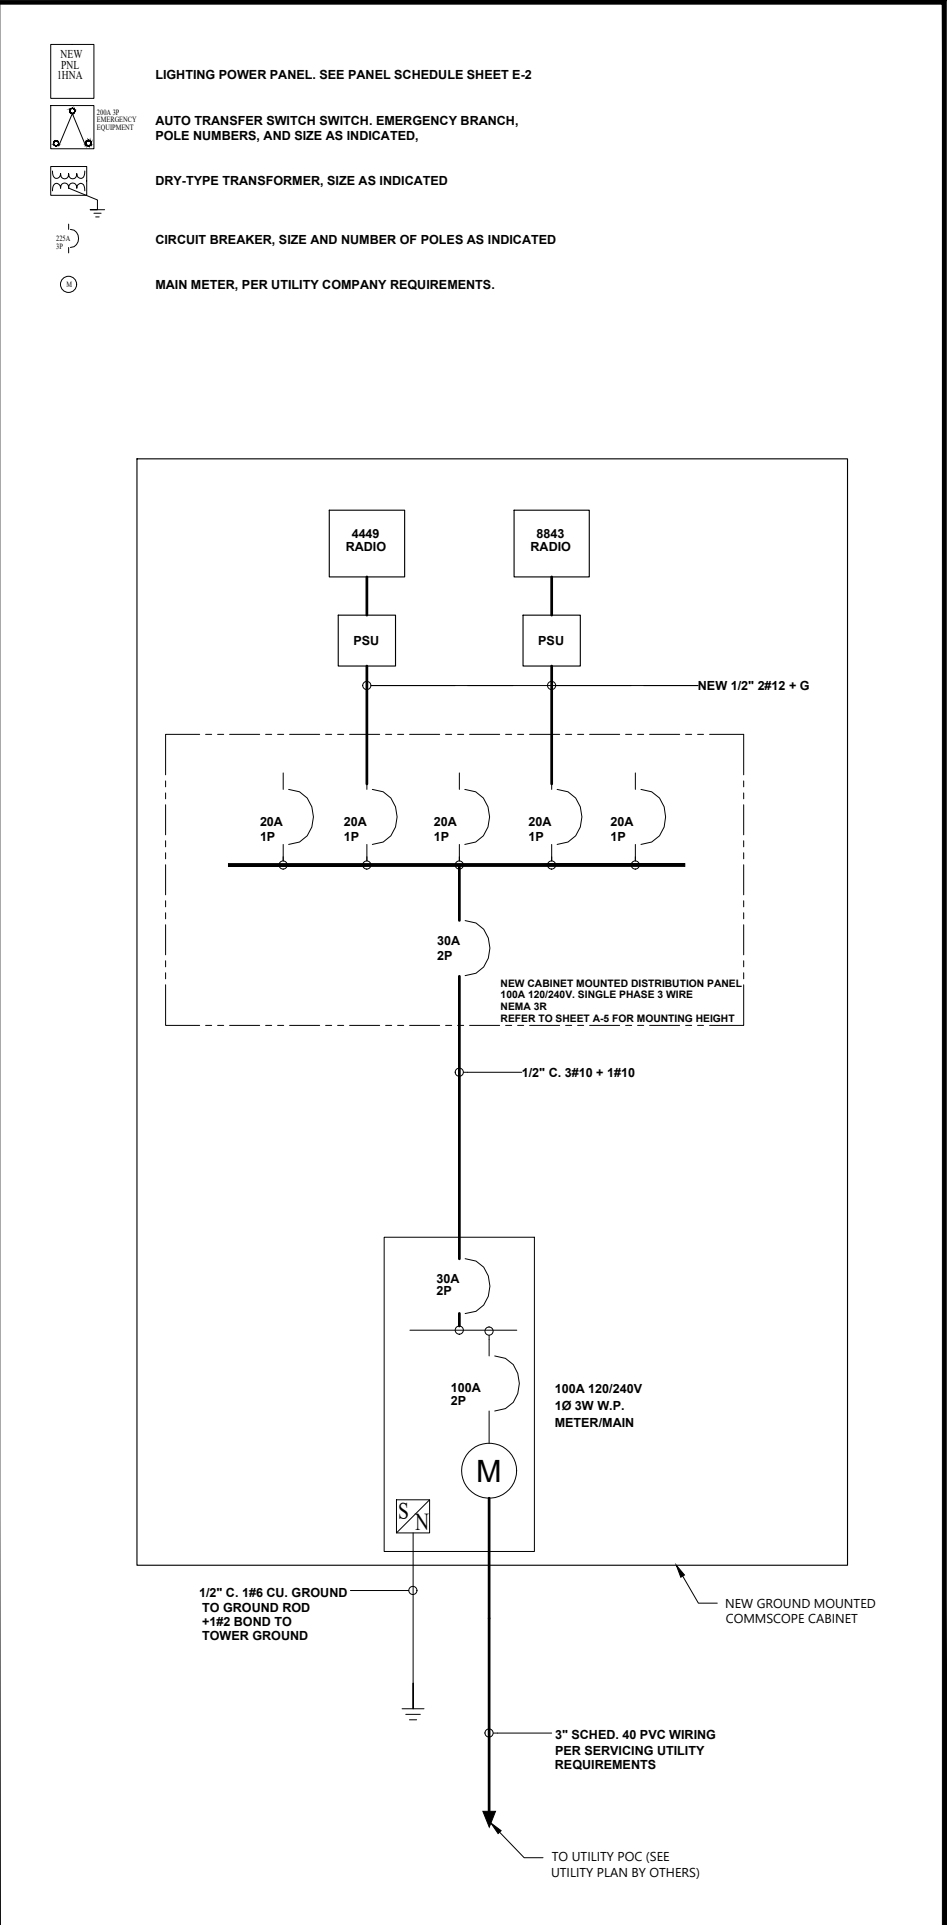 NEW
PNL
1HNA
LIGHTING POWER PANEL. SEE PANEL SCHEDULE SHEET E-2
200A 3P
EMERGENCY
EQUIPMENT
AUTO TRANSFER SWITCH SWITCH. EMERGENCY BRANCH,
POLE NUMBERS, AND SIZE AS INDICATED,
DRY-TYPE TRANSFORMER, SIZE AS INDICATED
225A
3P
CIRCUIT BREAKER, SIZE AND NUMBER OF POLES AS INDICATED
M
MAIN METER, PER UTILITY COMPANY REQUIREMENTS.
4449
RADIO
8843
RADIO
PSU
PSU
NEW 1/2" 2#12 + G
20A
1P
20A
1P
20A
1P
20A
1P
20A
1P
30A
2P
NEW CABINET MOUNTED DISTRIBUTION PANEL
100A 120/240V. SINGLE PHASE 3 WIRE
NEMA 3R
REFER TO SHEET A-5 FOR MOUNTING HEIGHT
1/2" C. 3#10 + 1#10
30A
2P
100A
2P
100A 120/240V
1Ø 3W W.P.
METER/MAIN
M
S/N
1/2" C. 1#6 CU. GROUND
TO GROUND ROD
+1#2 BOND TO
TOWER GROUND
NEW GROUND MOUNTED
COMMSCOPE CABINET
3" SCHED. 40 PVC WIRING
PER SERVICING UTILITY
REQUIREMENTS
TO UTILITY POC (SEE
UTILITY PLAN BY OTHERS)